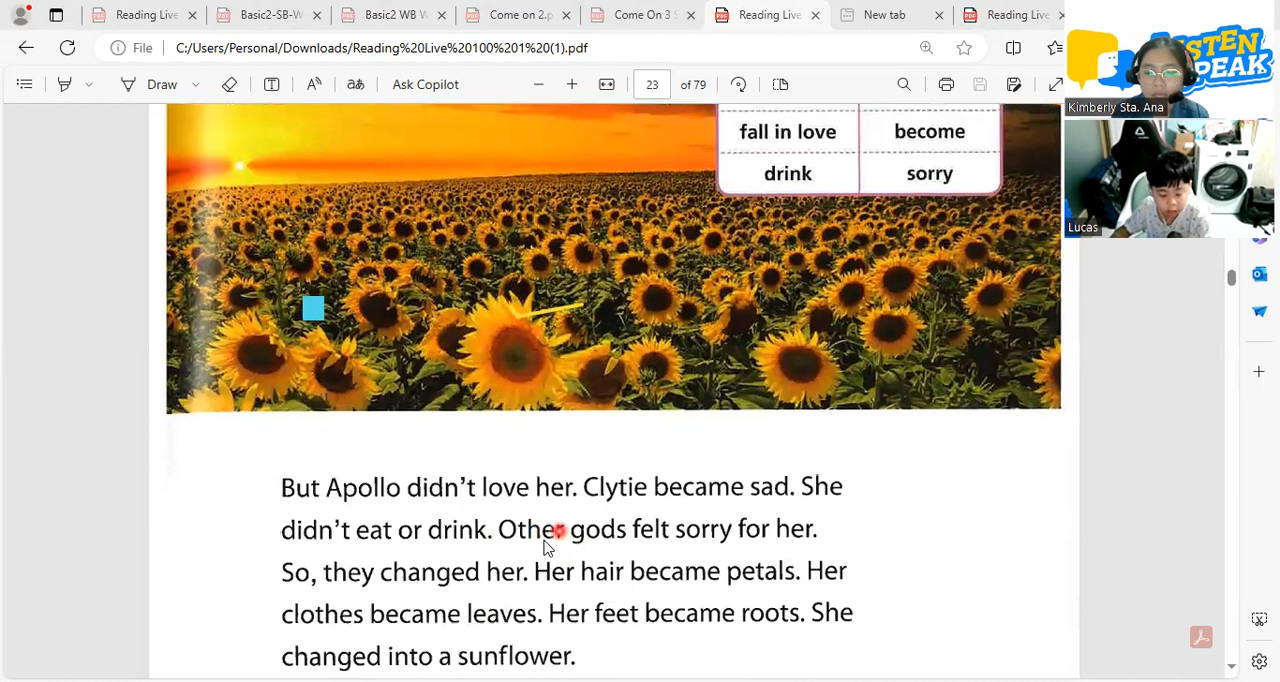 Reading Live
Basic2-SB-W
Basic2 WB W
Come on 2.p
Come On 3 S
Reading Live
New tab
Reading Live
File
C:/Users/Personal/Downloads/Reading%20Live%20100%201%20(1).pdf
Draw
Ask Copilot
23 of 79
LISTEN
SPEAK
Kimberly Sta. Ana
Lucas
fall in love become
drink sorry
But Apollo didn't love her. Clytie became sad. She
didn't eat or drink. Other gods felt sorry for her.
So, they changed her. Her hair became petals. Her
clothes became leaves. Her feet became roots. She
changed into a sunflower.